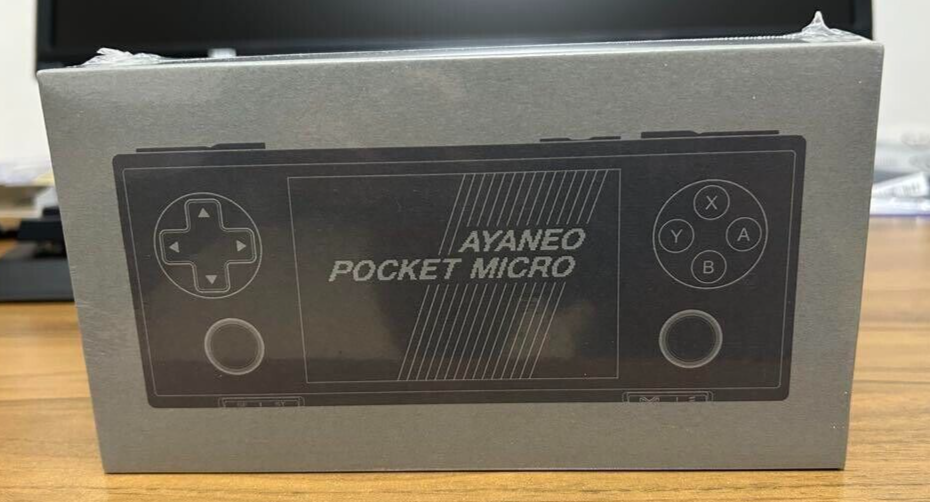 AYANEO
POCKET MICRO
X
Y A
B